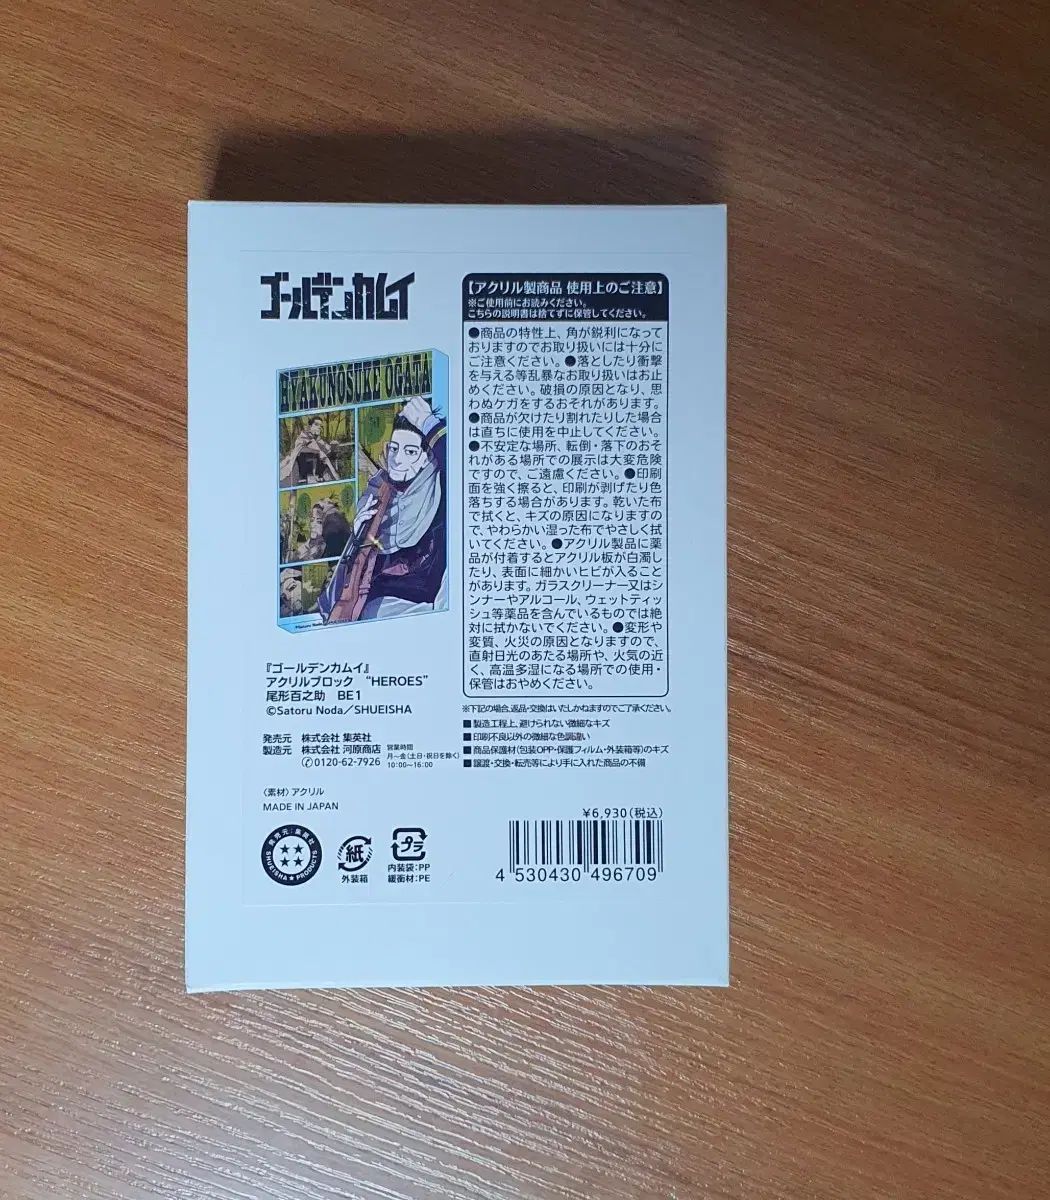 ゴールデンカムイ
HYAKUNOSUKE OGATA
©Satoru Noda
『ゴールデンカムイ』
アクリルブロック “HEROES”
尾形百之助 BE1
©Satoru Noda／SHUEISHA
発売元 株式会社 集英社
製造元 株式会社 河原商店
✆0120-62-7926
営業時間
月～金(土日・祝日を除く)
10:00～16:00
〈素材〉アクリル
MADE IN JAPAN
発売元：集英社
SHUEISHA★PRODUCTS
紙
外装箱
プラ
内装袋：PP
緩衝材：PE
【アクリル製商品 使用上のご注意】
※ご使用前にお読みください。
こちらの説明書は捨てずに保管してください。
●商品の特性上、角が鋭利になって
おりますのでお取り扱いには十分に
ご注意ください。●落としたり衝撃
を与える等乱暴なお取り扱いはお止
めください。破損の原因となり、思
わぬケガをするおそれがあります。
●商品が欠けたり割れたりした場合
は直ちに使用を中止してください。
●不安定な場所、転倒・落下のおそ
れがある場所での展示は大変危険
ですので、ご遠慮ください。●印刷
面を強く擦ると、印刷が剥げたり色
落ちする場合があります。乾いた布
で拭くと、キズの原因になりますの
で、やわらかい湿った布でやさしく拭
いてください。●アクリル製品に薬
品が付着するとアクリル板が白濁し
たり、表面に細かいヒビが入ること
があります。ガラスクリーナー又はシ
ンナーやアルコール、ウェットティッ
シュ等薬品を含んでいるものでは絶
対に拭かないでください。●変形や
変質、火災の原因となりますので、
直射日光のあたる場所や、火気の近
く、高温多湿になる場所での使用・
保管はおやめください。
※下記の場合、返品・交換はいたしかねますのでご了承ください。
■製造工程上、避けられない微細なキズ
■印刷不良以外の微細な色調違い
■商品保護材(包装OPP・保護フィルム・外装箱等)のキズ
■譲渡・交換・転売等により手に入れた商品の不備
¥6,930(税込)
4 530430 496709